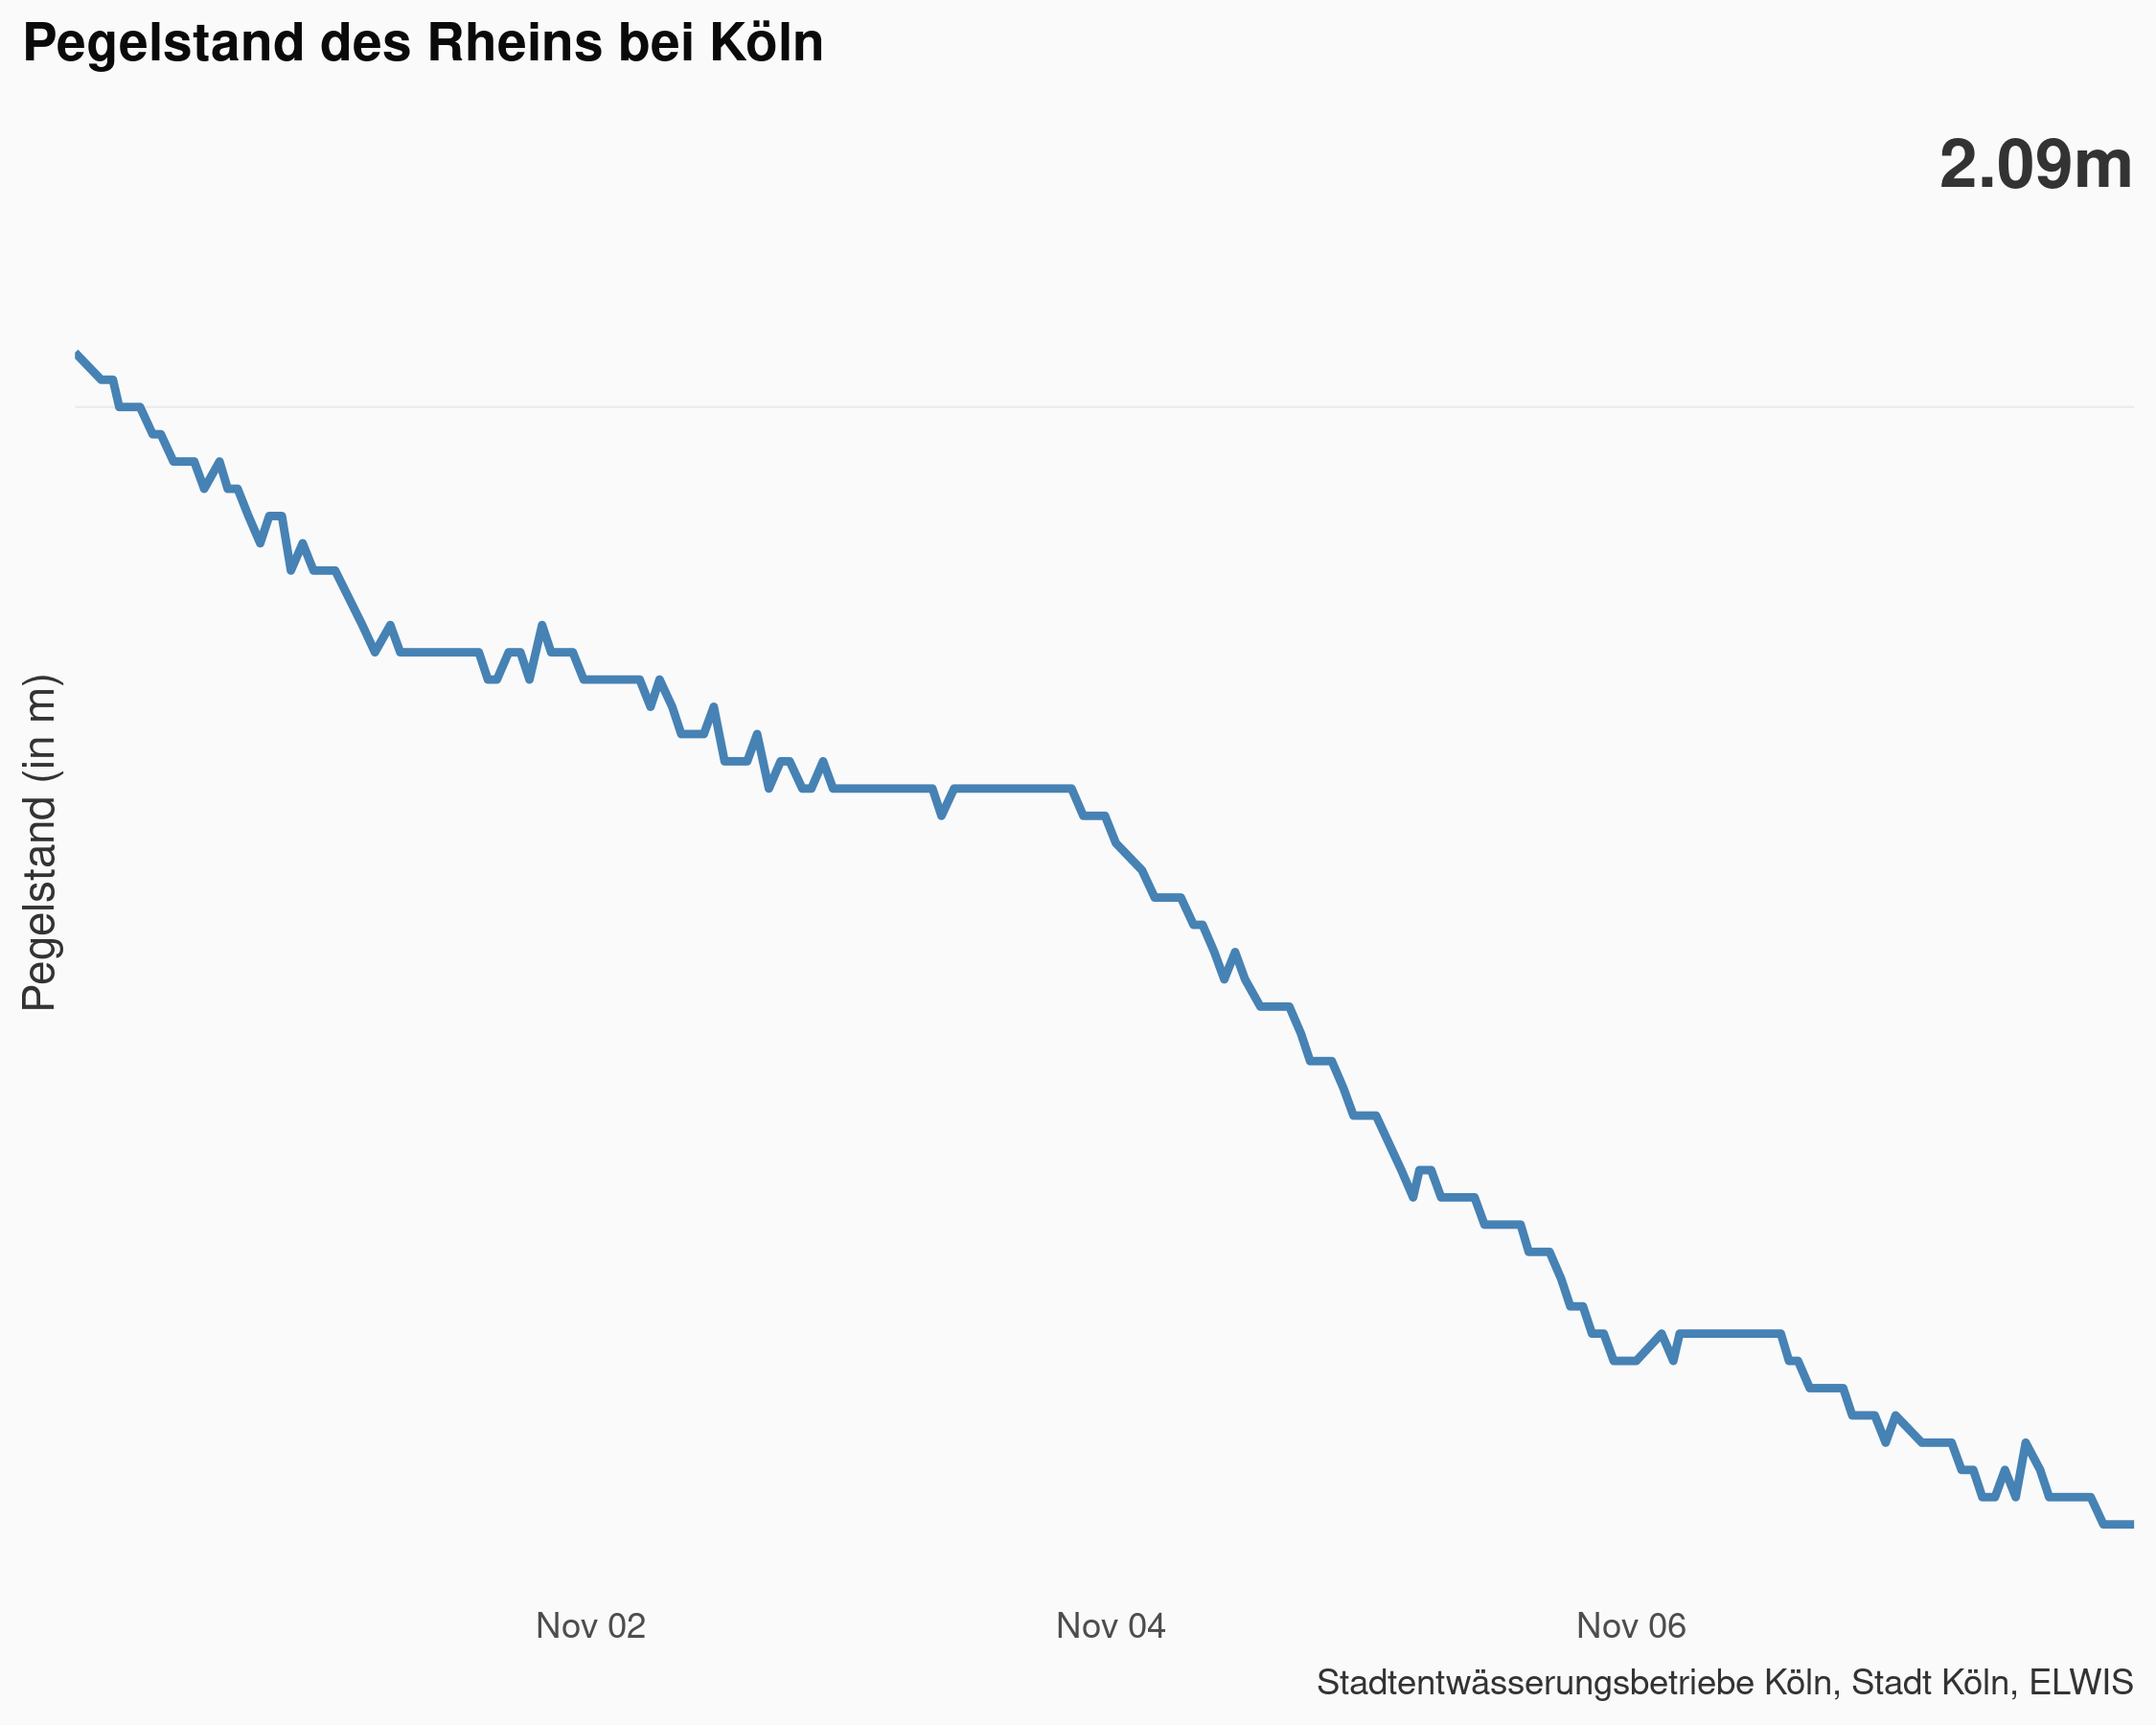 Pegelstand des Rheins bei Köln
2.09m
Pegelstand (in m)
Nov 02
Nov 04
Nov 06
Stadtentwässerungsbetriebe Köln, Stadt Köln, ELWIS